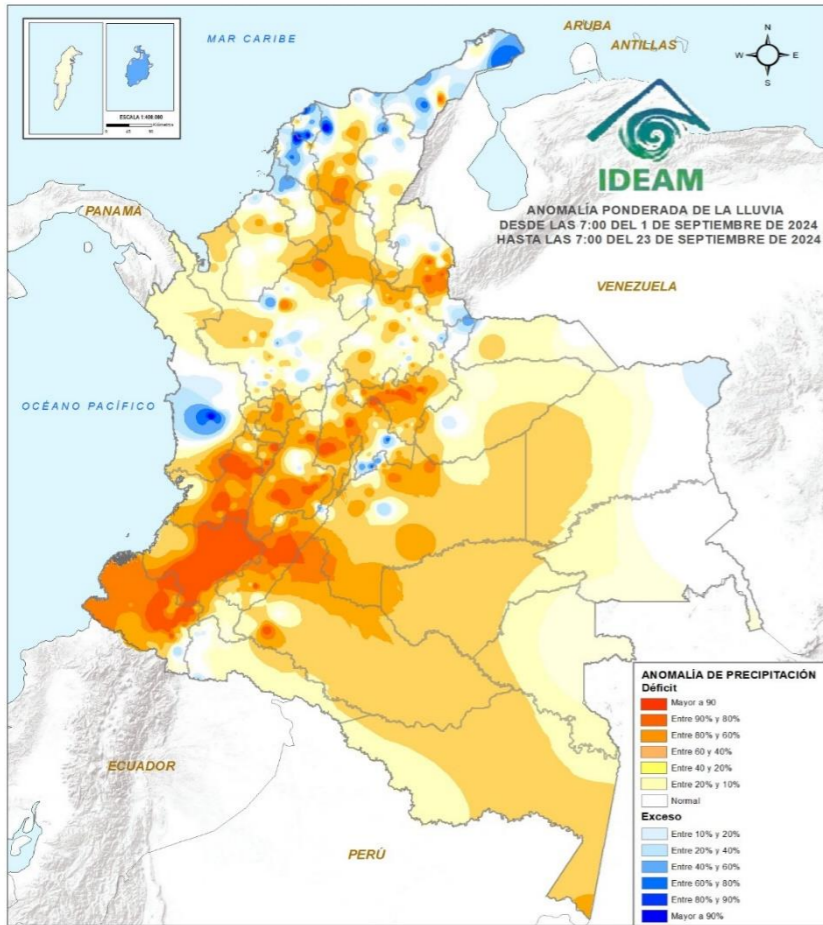 MAR CARIBE
ARUBA
ANTILLAS
N
W
E
S
ESCALA 1:450.000
IDEAM
ANOMALÍA PONDERADA DE LA LLUVIA
DESDE LAS 7:00 DEL 1 DE SEPTIEMBRE DE 2024
HASTA LAS 7:00 DEL 23 DE SEPTIEMBRE DE 2024
PANAMÁ
VENEZUELA
OCÉANO PACÍFICO
ECUADOR
PERÚ
ANOMALÍA DE PRECIPITACIÓN
Déficit
Mayor a 90
Entre 90% y 80%
Entre 80% y 60%
Entre 60 y 40%
Entre 40 y 20%
Entre 20% y 10%
Normal
Exceso
Entre 10% y 20%
Entre 20% y 40%
Entre 40% y 60%
Entre 60% y 80%
Entre 80% y 90%
Mayor a 90%